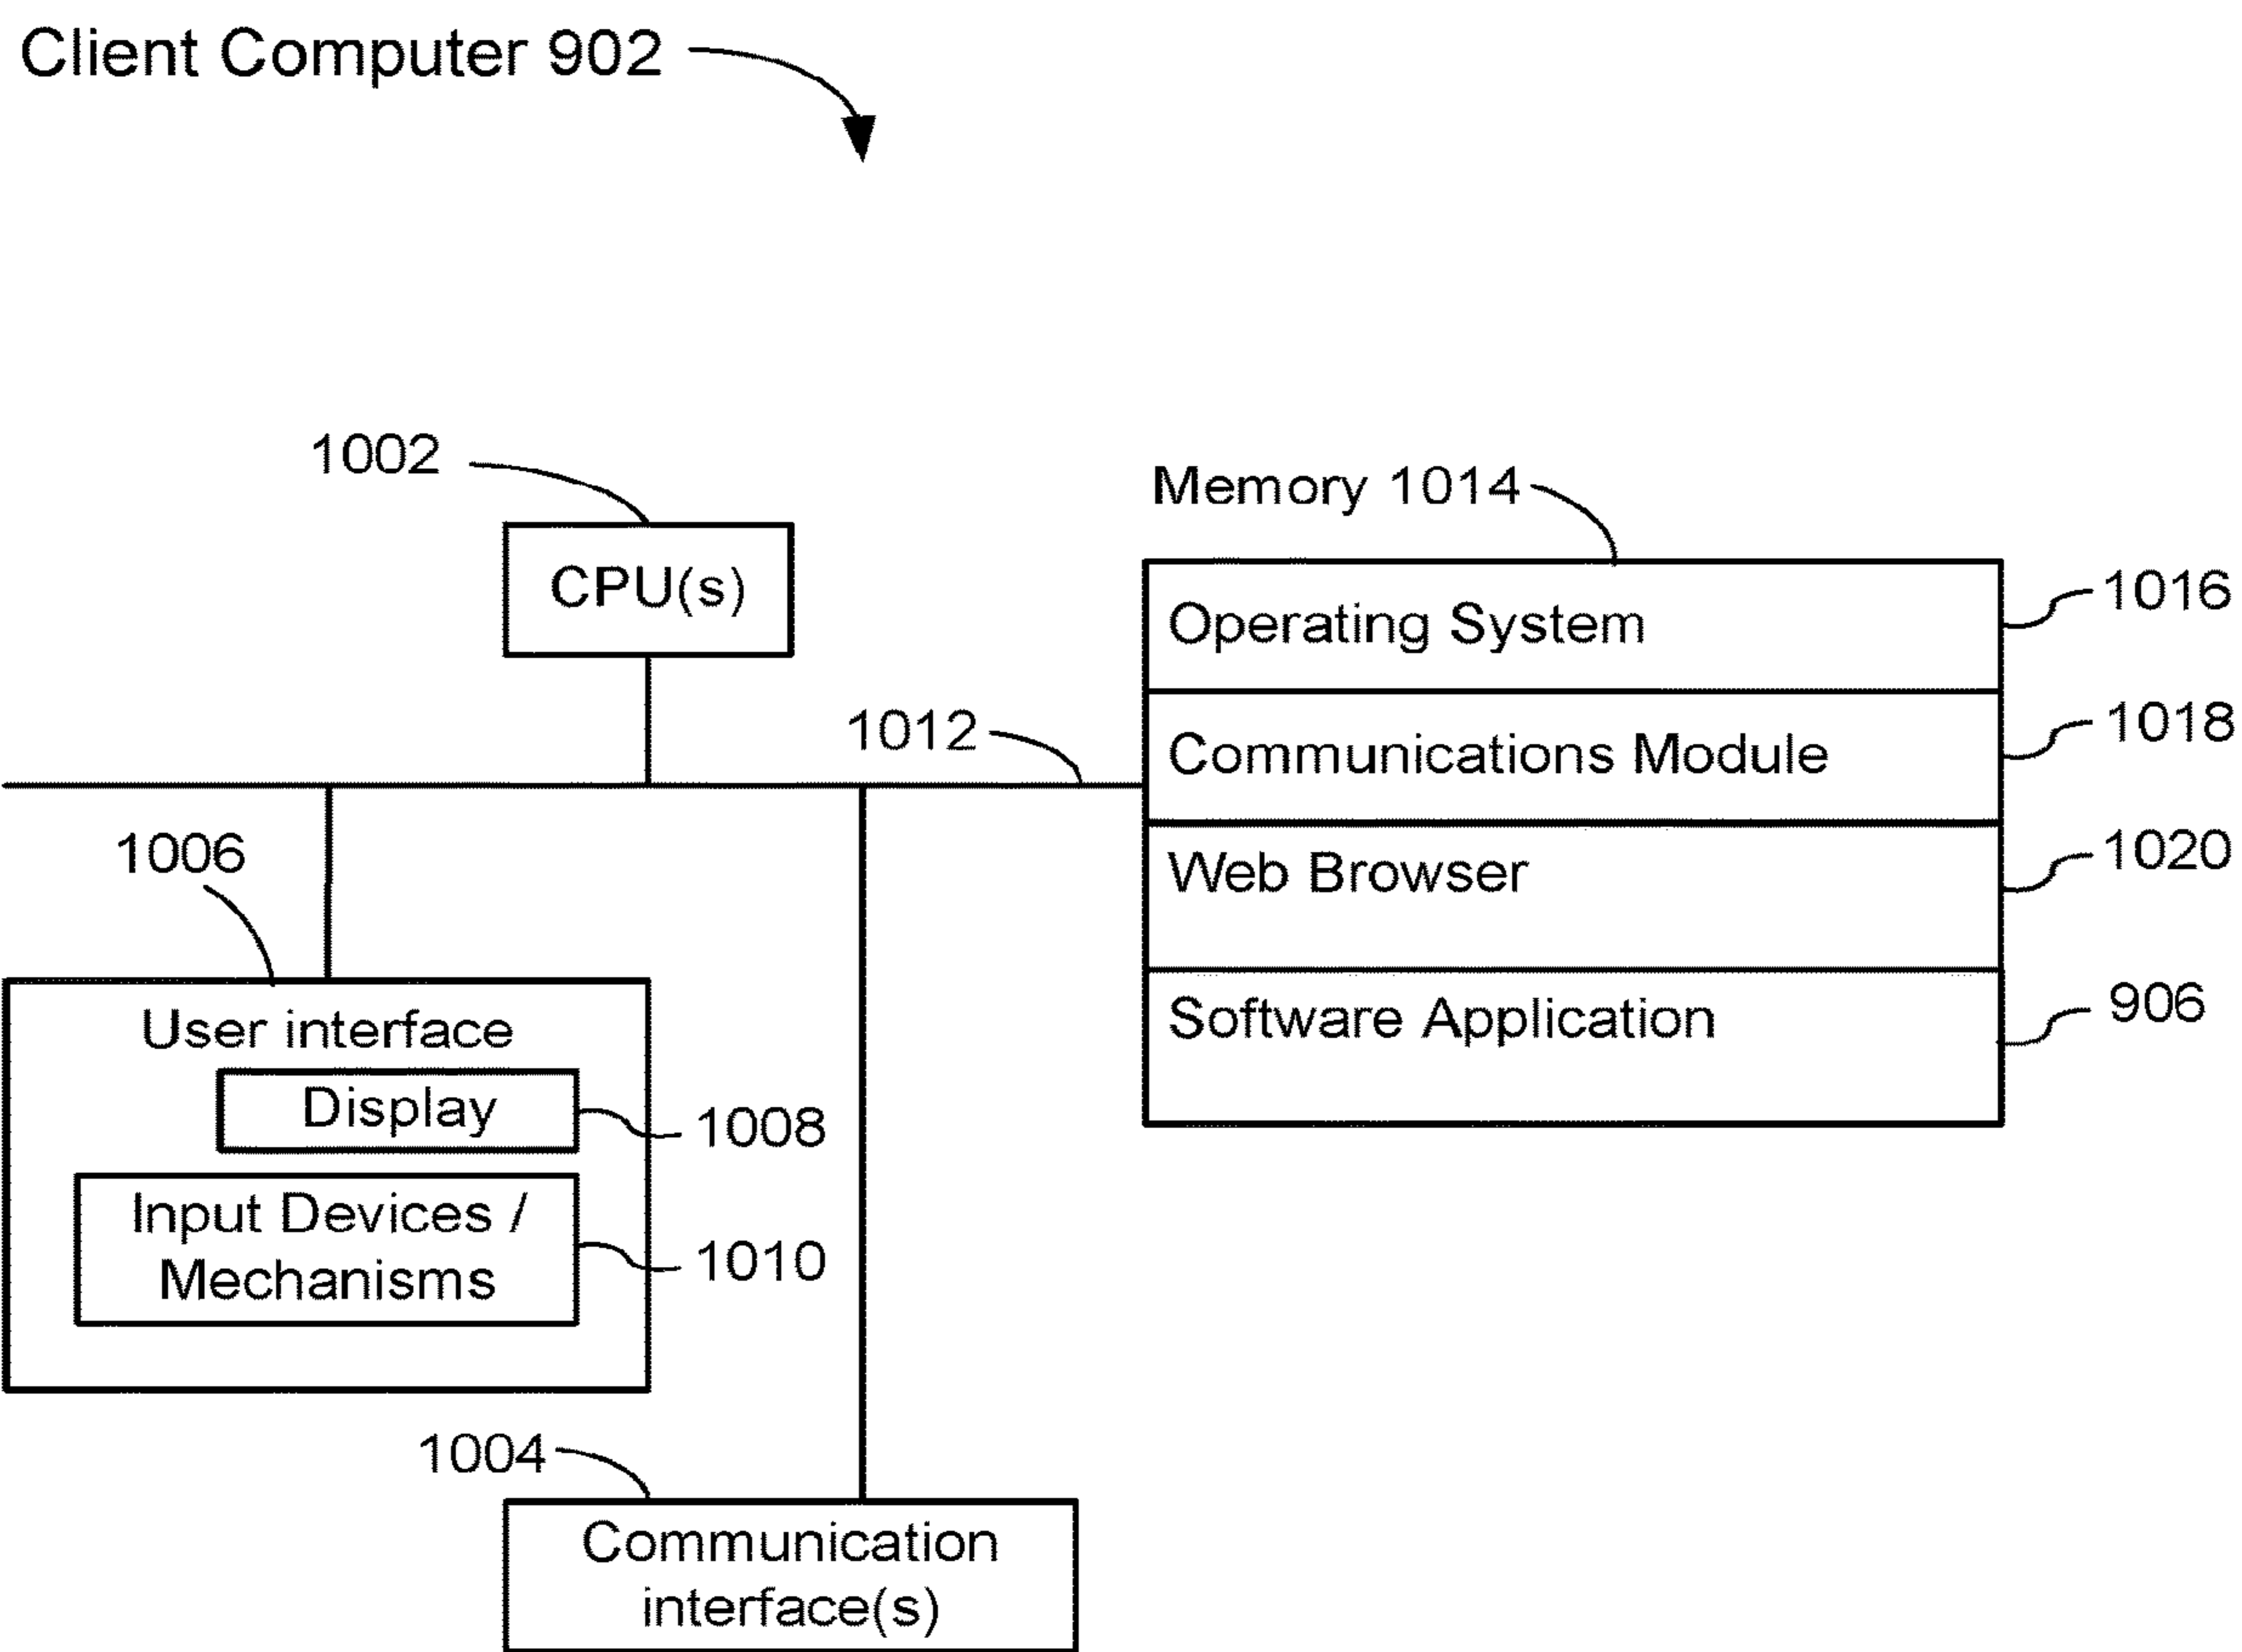 Client Computer 902
1002
CPU(s)
1012
1006
User interface
Display
1008
Input Devices /
Mechanisms
1010
1004
Communication
interface(s)
Memory 1014
Operating System
1016
Communications Module
1018
Web Browser
1020
Software Application
906